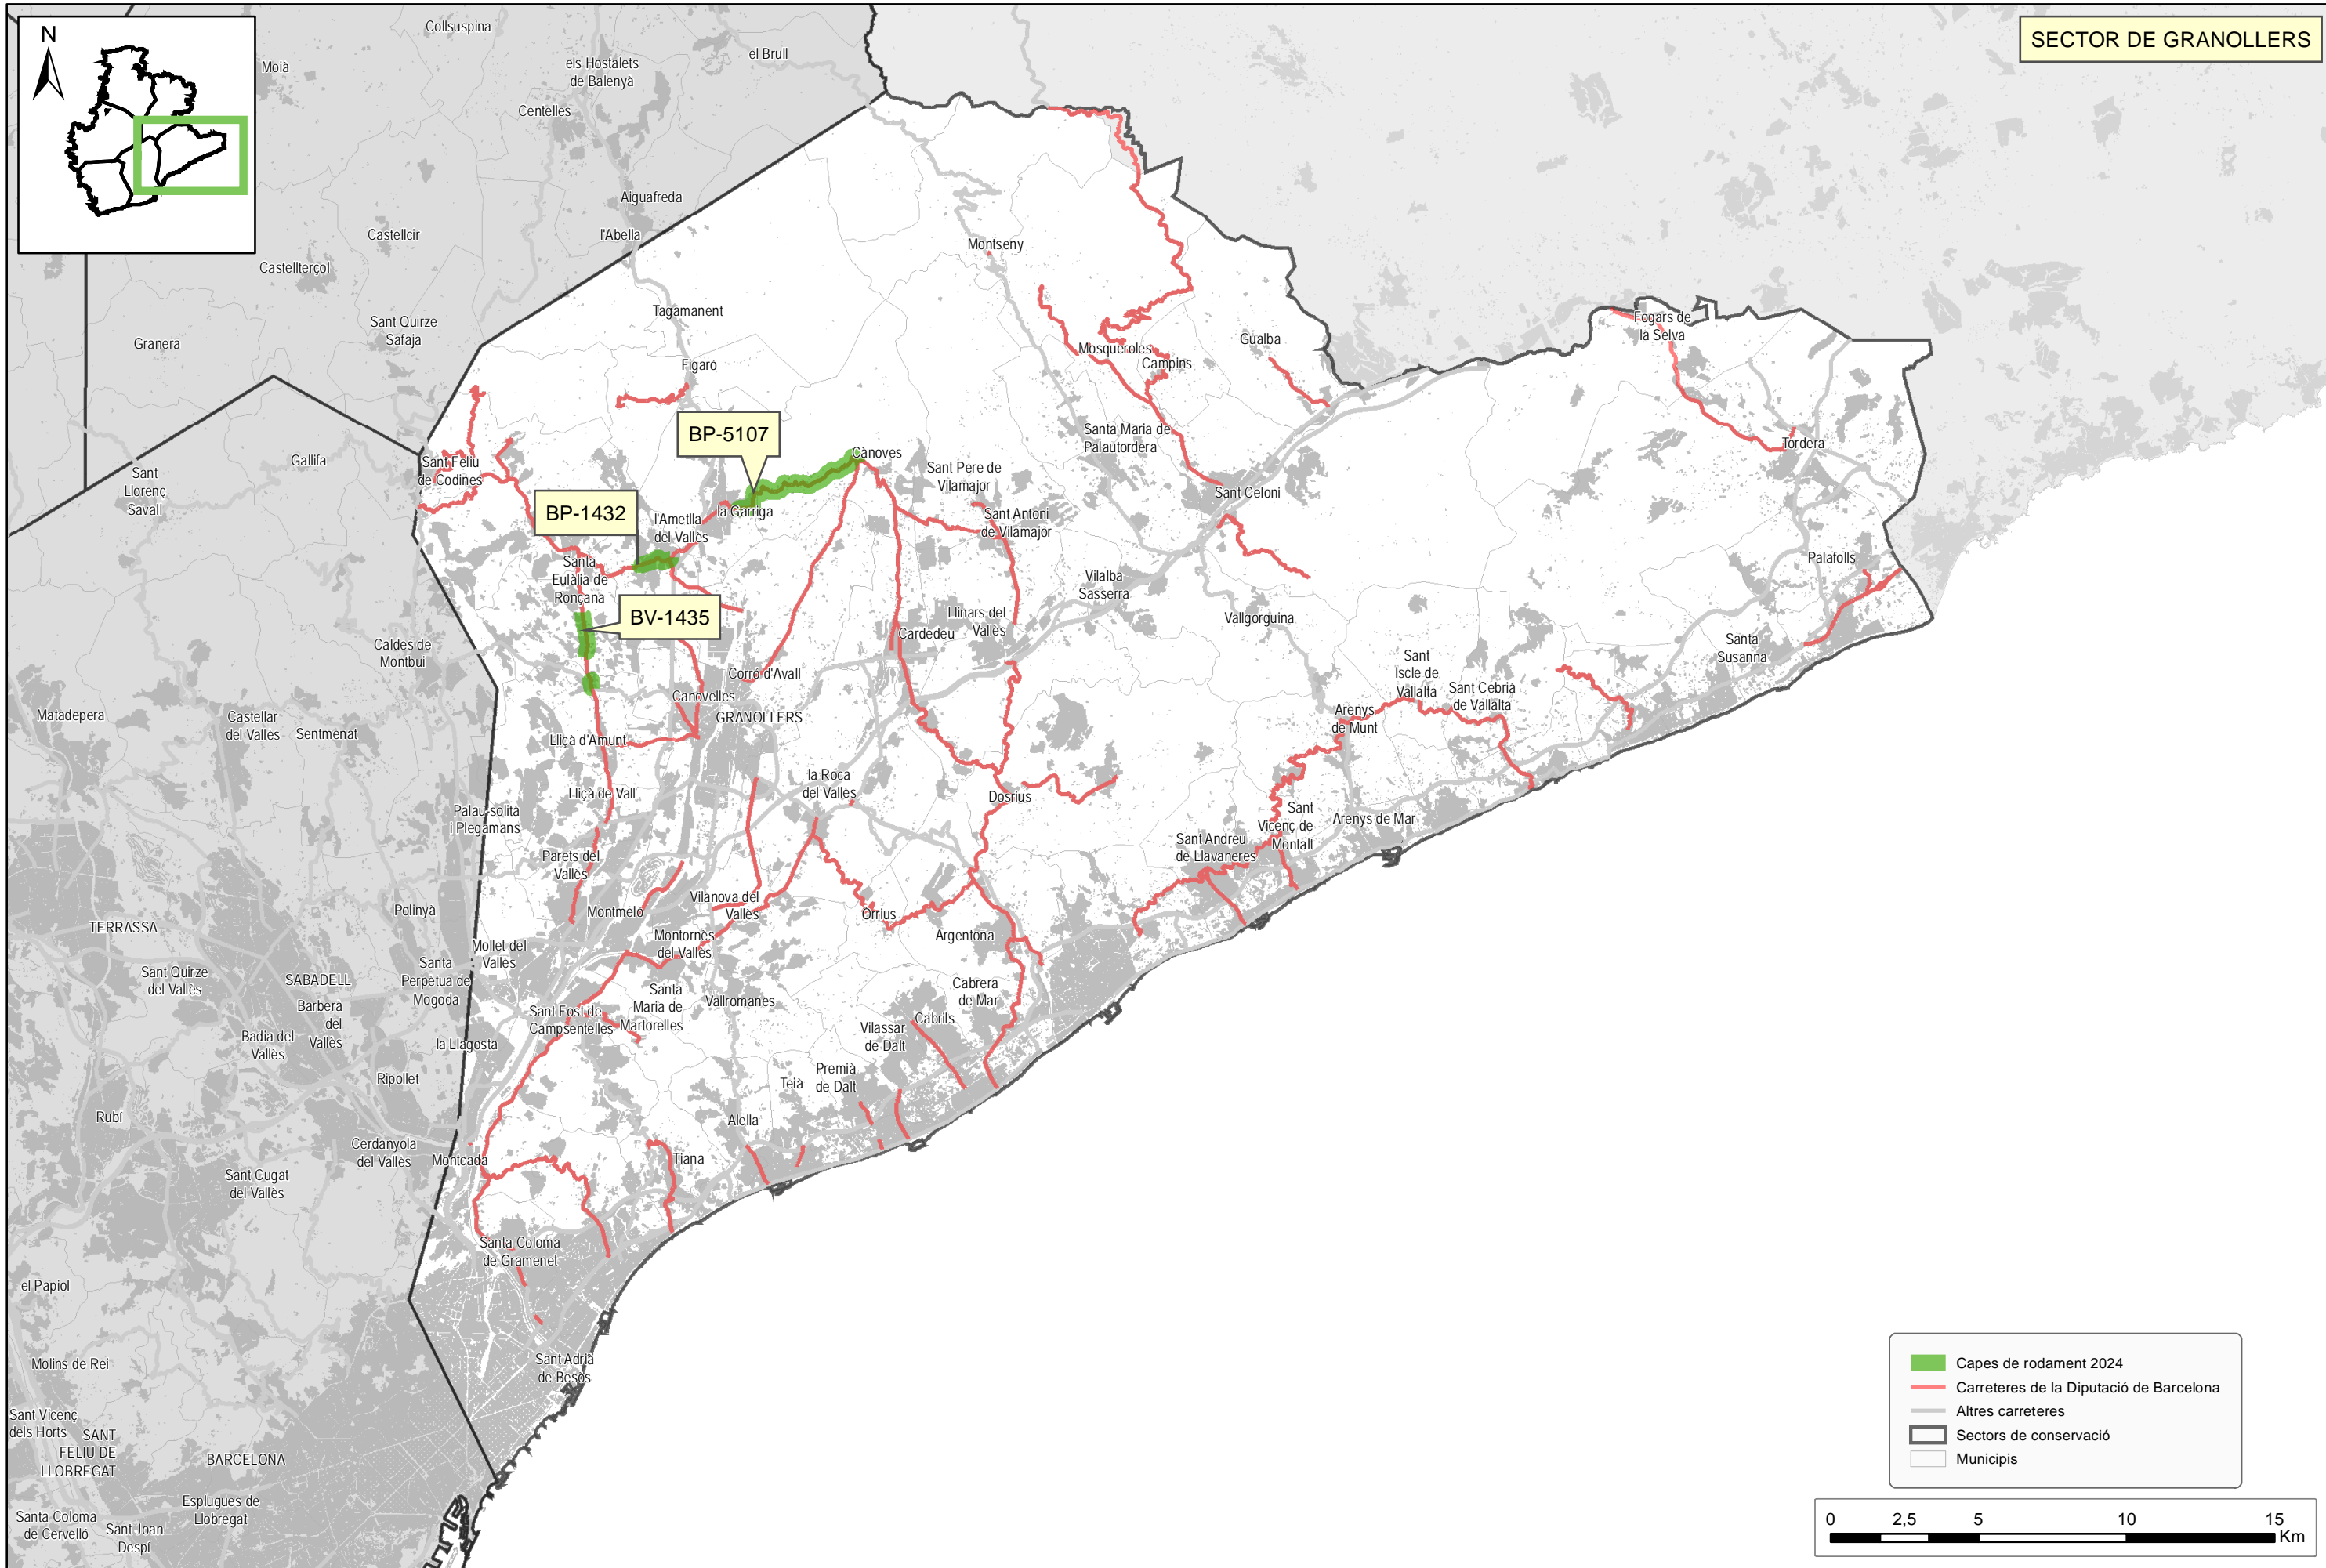 SECTOR DE GRANOLLERS
N
Collsuspina
el Brull
Moià
els Hostalets
de Balenyà
Centelles
Aiguafreda
l'Abella
Castellcir
Castellterçol
Montseny
Tagamanent
Sant Quirze
Safaja
Granera
Fogars de
la Selva
Gualba
Mosqueroles
Campins
Figaró
BP-5107
Santa Maria de
Palautordera
Tordera
Cànoves
Sant Feliu
de Codines
Gallifa
Sant
Llorenç
Savall
Sant Pere de
Vilamajor
Sant Celoni
BP-1432
la Garriga
l'Ametlla
del Vallès
Sant Antoni
de Vilamajor
Palafolls
Santa
Eulàlia de
Ronçana
Vilalba
Sasserra
BV-1435
Llinars del
Vallès
Cardedeu
Vallgorguina
Caldes de
Montbui
Santa
Susanna
Sant
Iscle de
Vallalta
Sant Cebrià
de Vallalta
Corró d'Avall
Canovelles
GRANOLLERS
Arenys
de Munt
Matadepera
Castellar
del Vallès
Sentmenat
Lliçà d'Amunt
la Roca
del Vallès
Lliçà de Vall
Dosrius
Palau-solità
i Plegamans
Sant
Vicenç de
Montalt
Arenys de Mar
Sant Andreu
de Llavaneres
Parets del
Vallès
Vilanova del
Vallès
Polinyà
Montmeló
Òrrius
TERRASSA
Argentona
Montornès
del Vallès
Mollet del
Vallès
Sant Quirze
del Vallès
SABADELL
Santa
Perpètua de
Mogoda
Cabrera
de Mar
Santa
Maria de
Martorelles
Vallromanes
Barberà
del
Vallès
Sant Fost de
Campsentelles
Cabrils
Vilassar
de Dalt
Badia del
Vallès
la Llagosta
Ripollet
Premià
de Dalt
Teià
Rubí
Alella
Cerdanyola
del Vallès
Montcada
Tiana
Sant Cugat
del Vallès
Santa Coloma
de Gramenet
el Papiol
Sant Adrià
de Besòs
Molins de Rei
Sant Vicenç
dels Horts
SANT
FELIU DE
LLOBREGAT
BARCELONA
Esplugues de
Llobregat
Santa Coloma
de Cervelló
Sant Joan
Despí
Capes de rodament 2024
Carreteres de la Diputació de Barcelona
Altres carreteres
Sectors de conservació
Municipis
0 2,5 5 10 15
Km